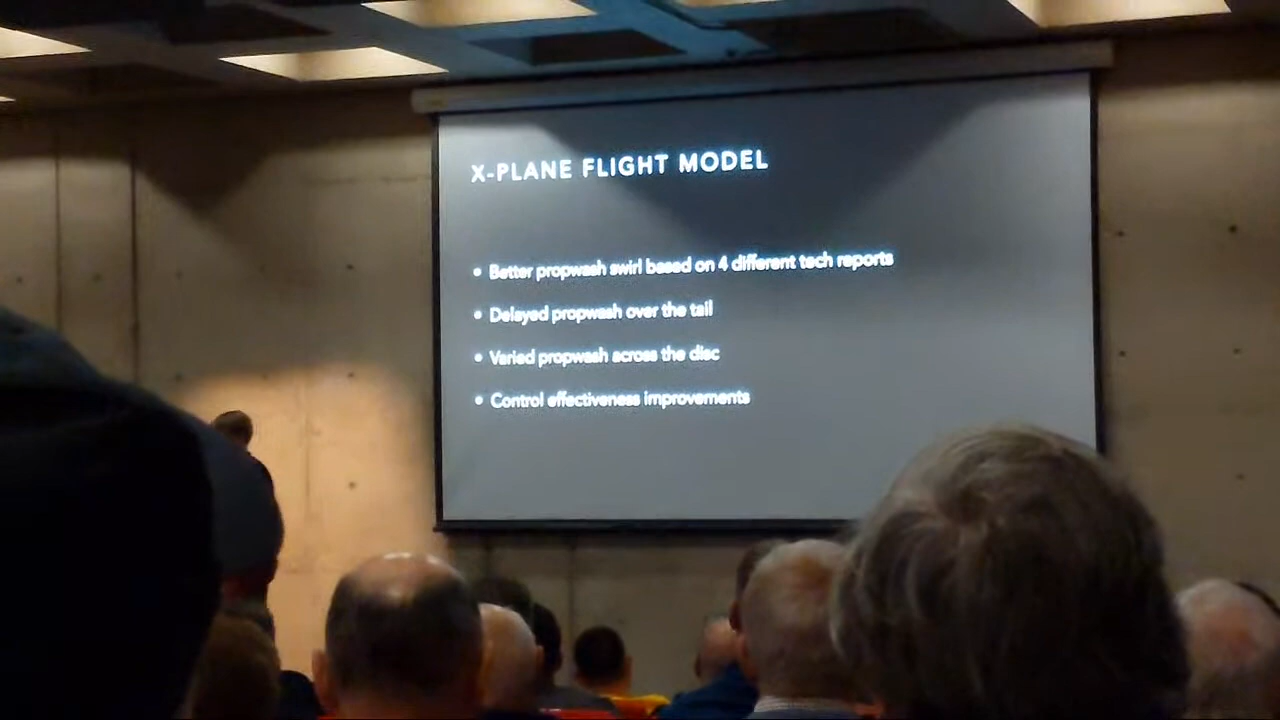 X-PLANE FLIGHT MODEL
• Better propwash swirl based on 4 different tech reports
• Delayed propwash over the tail
• Varied propwash across the disc
• Control effectiveness improvements